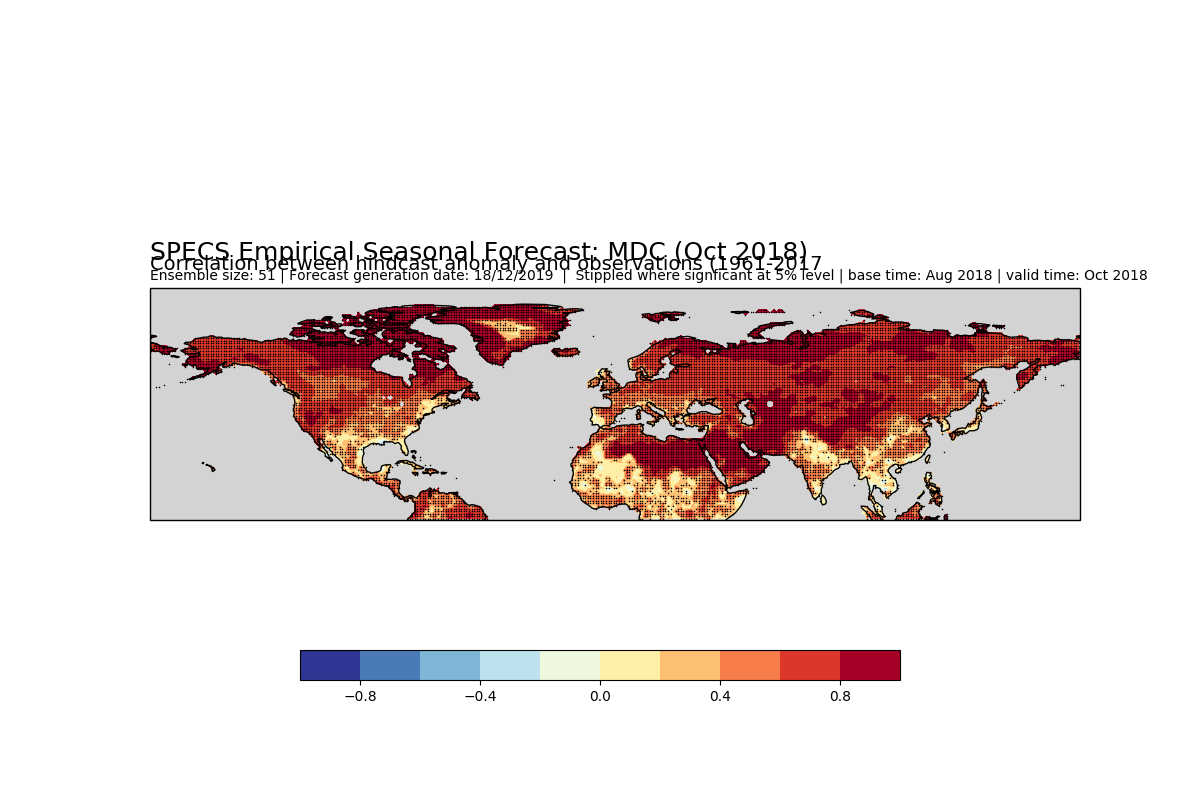 SPECS Empirical Seasonal Forecast: MDC (Oct 2018)
Correlation between hindcast anomaly and observations (1961-2017
Ensemble size: 51 | Forecast generation date: 18/12/2019  |  Stippled where signficant at 5% level | base time: Aug 2018 | valid time: Oct 2018
−0.8 −0.4 0.0 0.4 0.8